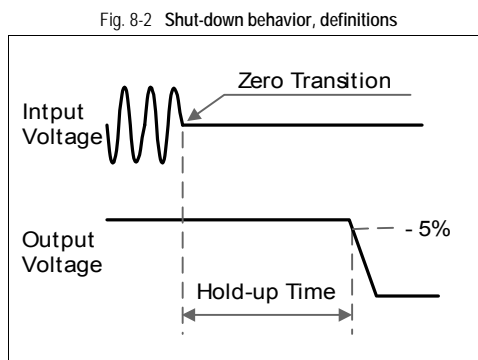 Fig. 8-2 Shut-down behavior, definitions
Zero Transition
Intput
Voltage
Output
Voltage
- 5%
Hold-up Time